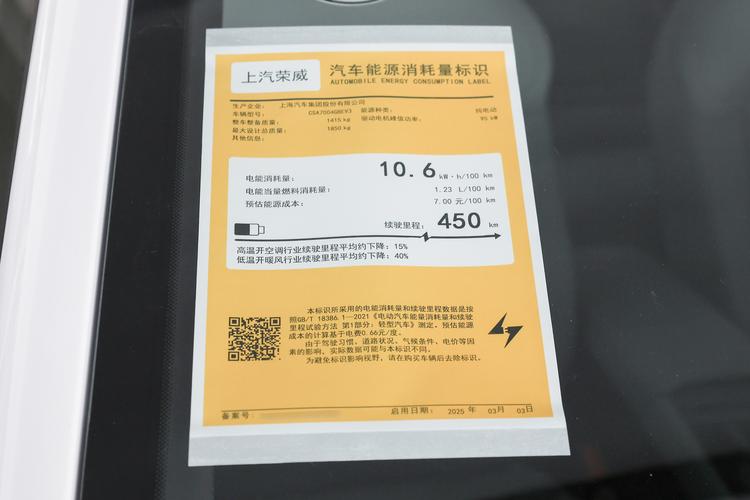 上汽荣威
汽车能源消耗量标识
AUTOMOBILE ENERGY CONSUMPTION LABEL
生产企业： 上海汽车集团股份有限公司
车辆型号： CSA7004GBEV3 能源种类： 纯电动
整车整备质量： 1415 kg 驱动电机峰值功率： 95 kW
最大设计总质量： 1850 kg
其他信息：
电能消耗量： 10.6 kW·h/100 km
电能当量燃料消耗量： 1.23 L/100 km
预估能源成本： 7.00 元/100 km
续驶里程： 450 km
高温开空调行业续驶里程平均约下降：15%
低温开暖风行业续驶里程平均约下降：40%
本标识所采用的电能消耗量和续驶里程数据是按
照GB/T 18386.1—2021《电动汽车能量消耗量和续驶
里程试验方法 第1部分：轻型汽车》测定，预估能源
成本的计算基于电费0.66元/度。
由于驾驶习惯、道路状况、气候条件、电价等因
素的影响，实际数据可能与本标识不同。
为避免标识影响视野，请在购买车辆后去除标识。
备案号：
启用日期： 2025 年 03月 03日